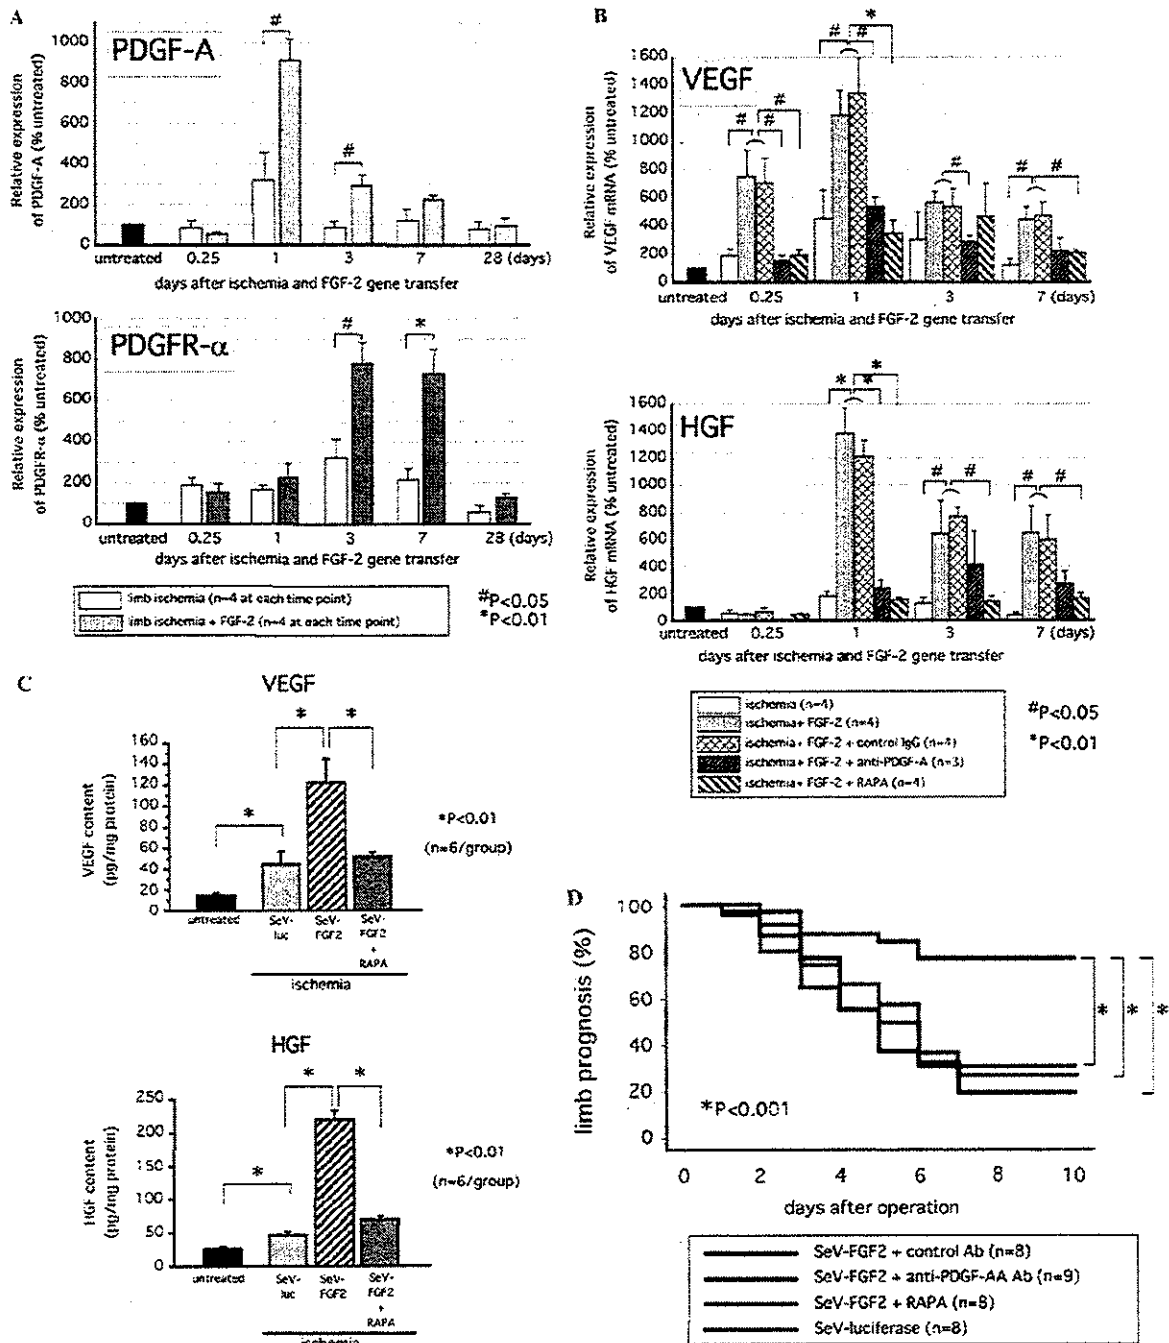 A
PDGF-A
Relative expression
of PDGF-A (% untreated)
1000
800
600
400
200
0
#
#
untreated 0.25 1 3 7 28 (days)
days after ischemia and FGF-2 gene transfer
PDGFR-α
Relative expression
of PDGFR-α (% untreated)
1000
800
600
400
200
0
# *
untreated 0.25 1 3 7 28 (days)
days after ischemia and FGF-2 gene transfer
limb ischemia (n=4 at each time point)
limb ischemia + FGF-2 (n=4 at each time point)
#P<0.05
*P<0.01
B
VEGF
Relative expression
of VEGF mRNA (% untreated)
1600
1400
1200
1000
800
600
400
200
0
*
# #
#
# #
#
# #
untreated 0.25 1 3 7 (days)
days after ischemia and FGF-2 gene transfer
HGF
Relative expression
of HGF mRNA (% untreated)
1600
1400
1200
1000
800
600
400
200
0
*
* *
# #
# #
untreated 0.25 1 3 7 (days)
days after ischemia and FGF-2 gene transfer
ischemia (n=4)
ischemia+ FGF-2 (n=4)
ischemia+ FGF-2 + control IgG (n=4)
ischemia+ FGF-2 + anti-PDGF-A (n=3)
ischemia+ FGF-2 + RAPA (n=4)
#P<0.05
*P<0.01
C
VEGF
VEGF content
(pg/mg protein)
160
140
120
100
80
60
40
20
0
* *
*
*P<0.01
(n=6/group)
untreated
SeV-
luc
SeV-
FGF2
SeV-
FGF2
+
RAPA
ischemia
HGF
HGF content
(pg/mg protein)
250
200
150
100
50
0
* *
*
*P<0.01
(n=6/group)
untreated
SeV-
luc
SeV-
FGF2
SeV-
FGF2
+
RAPA
ischemia
D
limb prognosis (%)
100
80
60
40
20
0
* * *
*P<0.001
0 2 4 6 8 10
days after operation
SeV-FGF2 + control Ab (n=8)
SeV-FGF2 + anti-PDGF-AA Ab (n=9)
SeV-FGF2 + RAPA (n=8)
SeV-luciferase (n=8)